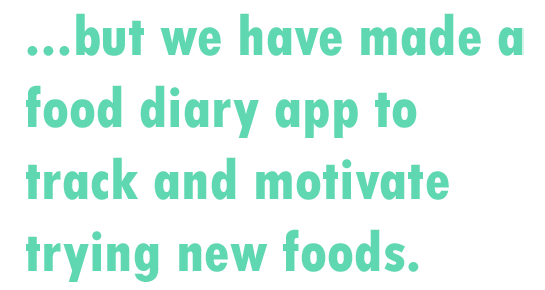 ...but we have made a
food diary app to
track and motivate
trying new foods.